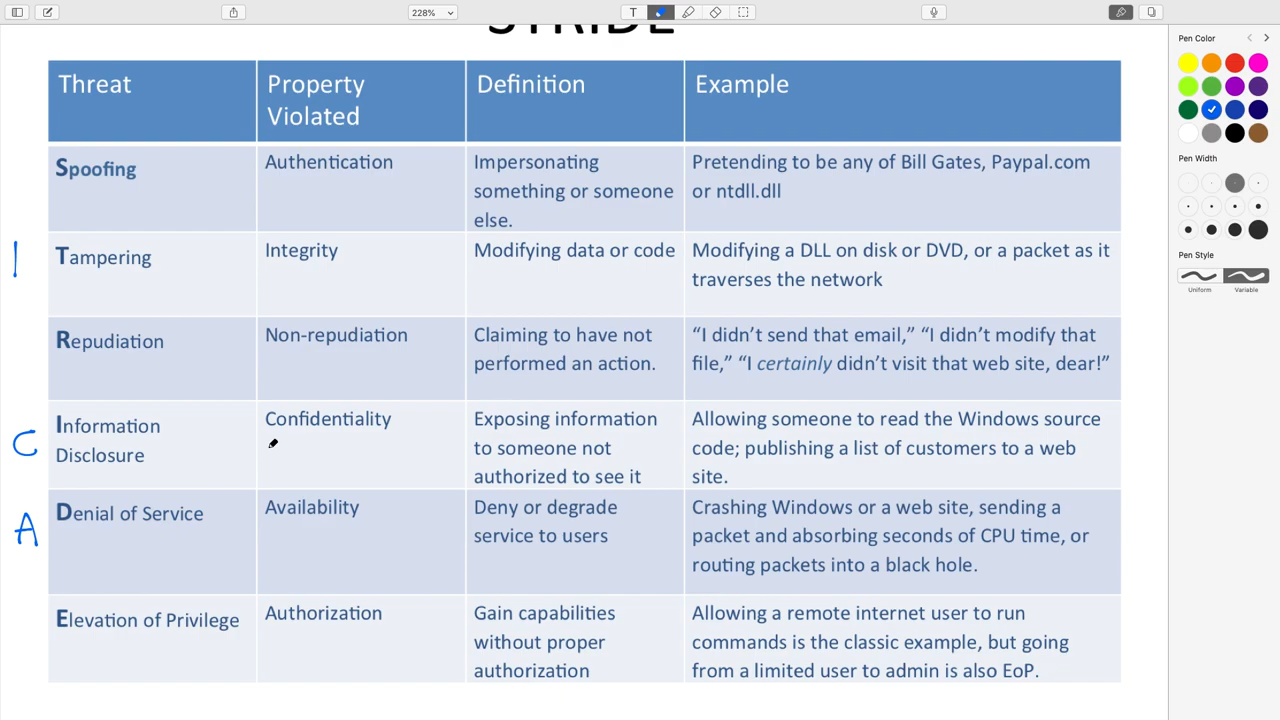 228%
T
Pen Color
STRIDE
Threat
Property
Violated
Definition
Example
Spoofing
Authentication
Impersonating
something or someone
else.
Pretending to be any of Bill Gates, Paypal.com
or ntdll.dll
I
Tampering
Integrity
Modifying data or code
Modifying a DLL on disk or DVD, or a packet as it
traverses the network
Repudiation
Non-repudiation
Claiming to have not
performed an action.
“I didn’t send that email,” “I didn’t modify that
file,” “I certainly didn’t visit that web site, dear!”
C
Information
Disclosure
Confidentiality
Exposing information
to someone not
authorized to see it
Allowing someone to read the Windows source
code; publishing a list of customers to a web
site.
A
Denial of Service
Availability
Deny or degrade
service to users
Crashing Windows or a web site, sending a
packet and absorbing seconds of CPU time, or
routing packets into a black hole.
Elevation of Privilege
Authorization
Gain capabilities
without proper
authorization
Allowing a remote internet user to run
commands is the classic example, but going
from a limited user to admin is also EoP.
Pen Width
Pen Style
Uniform
Variable